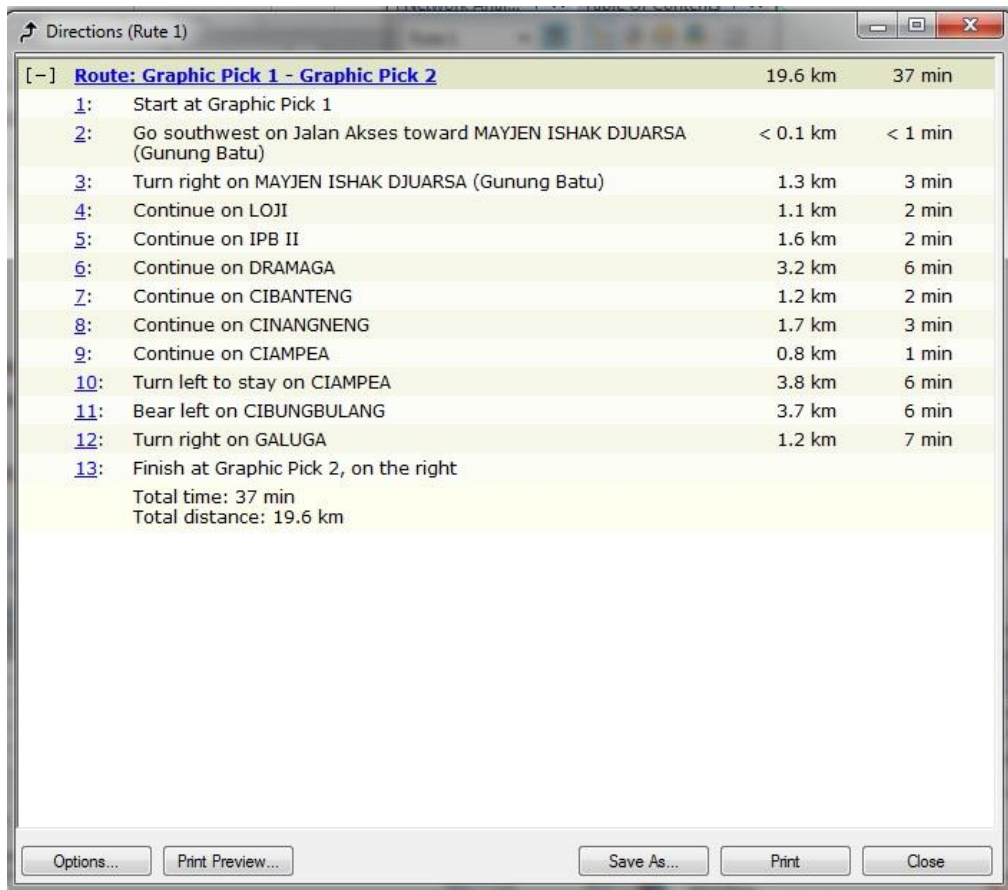 Directions (Rute 1)
[-] Route: Graphic Pick 1 - Graphic Pick 2 19.6 km 37 min
1: Start at Graphic Pick 1
2: Go southwest on Jalan Akses toward MAYJEN ISHAK DJUARSA < 0.1 km < 1 min
(Gunung Batu)
3: Turn right on MAYJEN ISHAK DJUARSA (Gunung Batu) 1.3 km 3 min
4: Continue on LOJI 1.1 km 2 min
5: Continue on IPB II 1.6 km 2 min
6: Continue on DRAMAGA 3.2 km 6 min
7: Continue on CIBANTENG 1.2 km 2 min
8: Continue on CINANGNENG 1.7 km 3 min
9: Continue on CIAMPEA 0.8 km 1 min
10: Turn left to stay on CIAMPEA 3.8 km 6 min
11: Bear left on CIBUNGBULANG 3.7 km 6 min
12: Turn right on GALUGA 1.2 km 7 min
13: Finish at Graphic Pick 2, on the right
Total time: 37 min
Total distance: 19.6 km
Options... Print Preview... Save As... Print Close